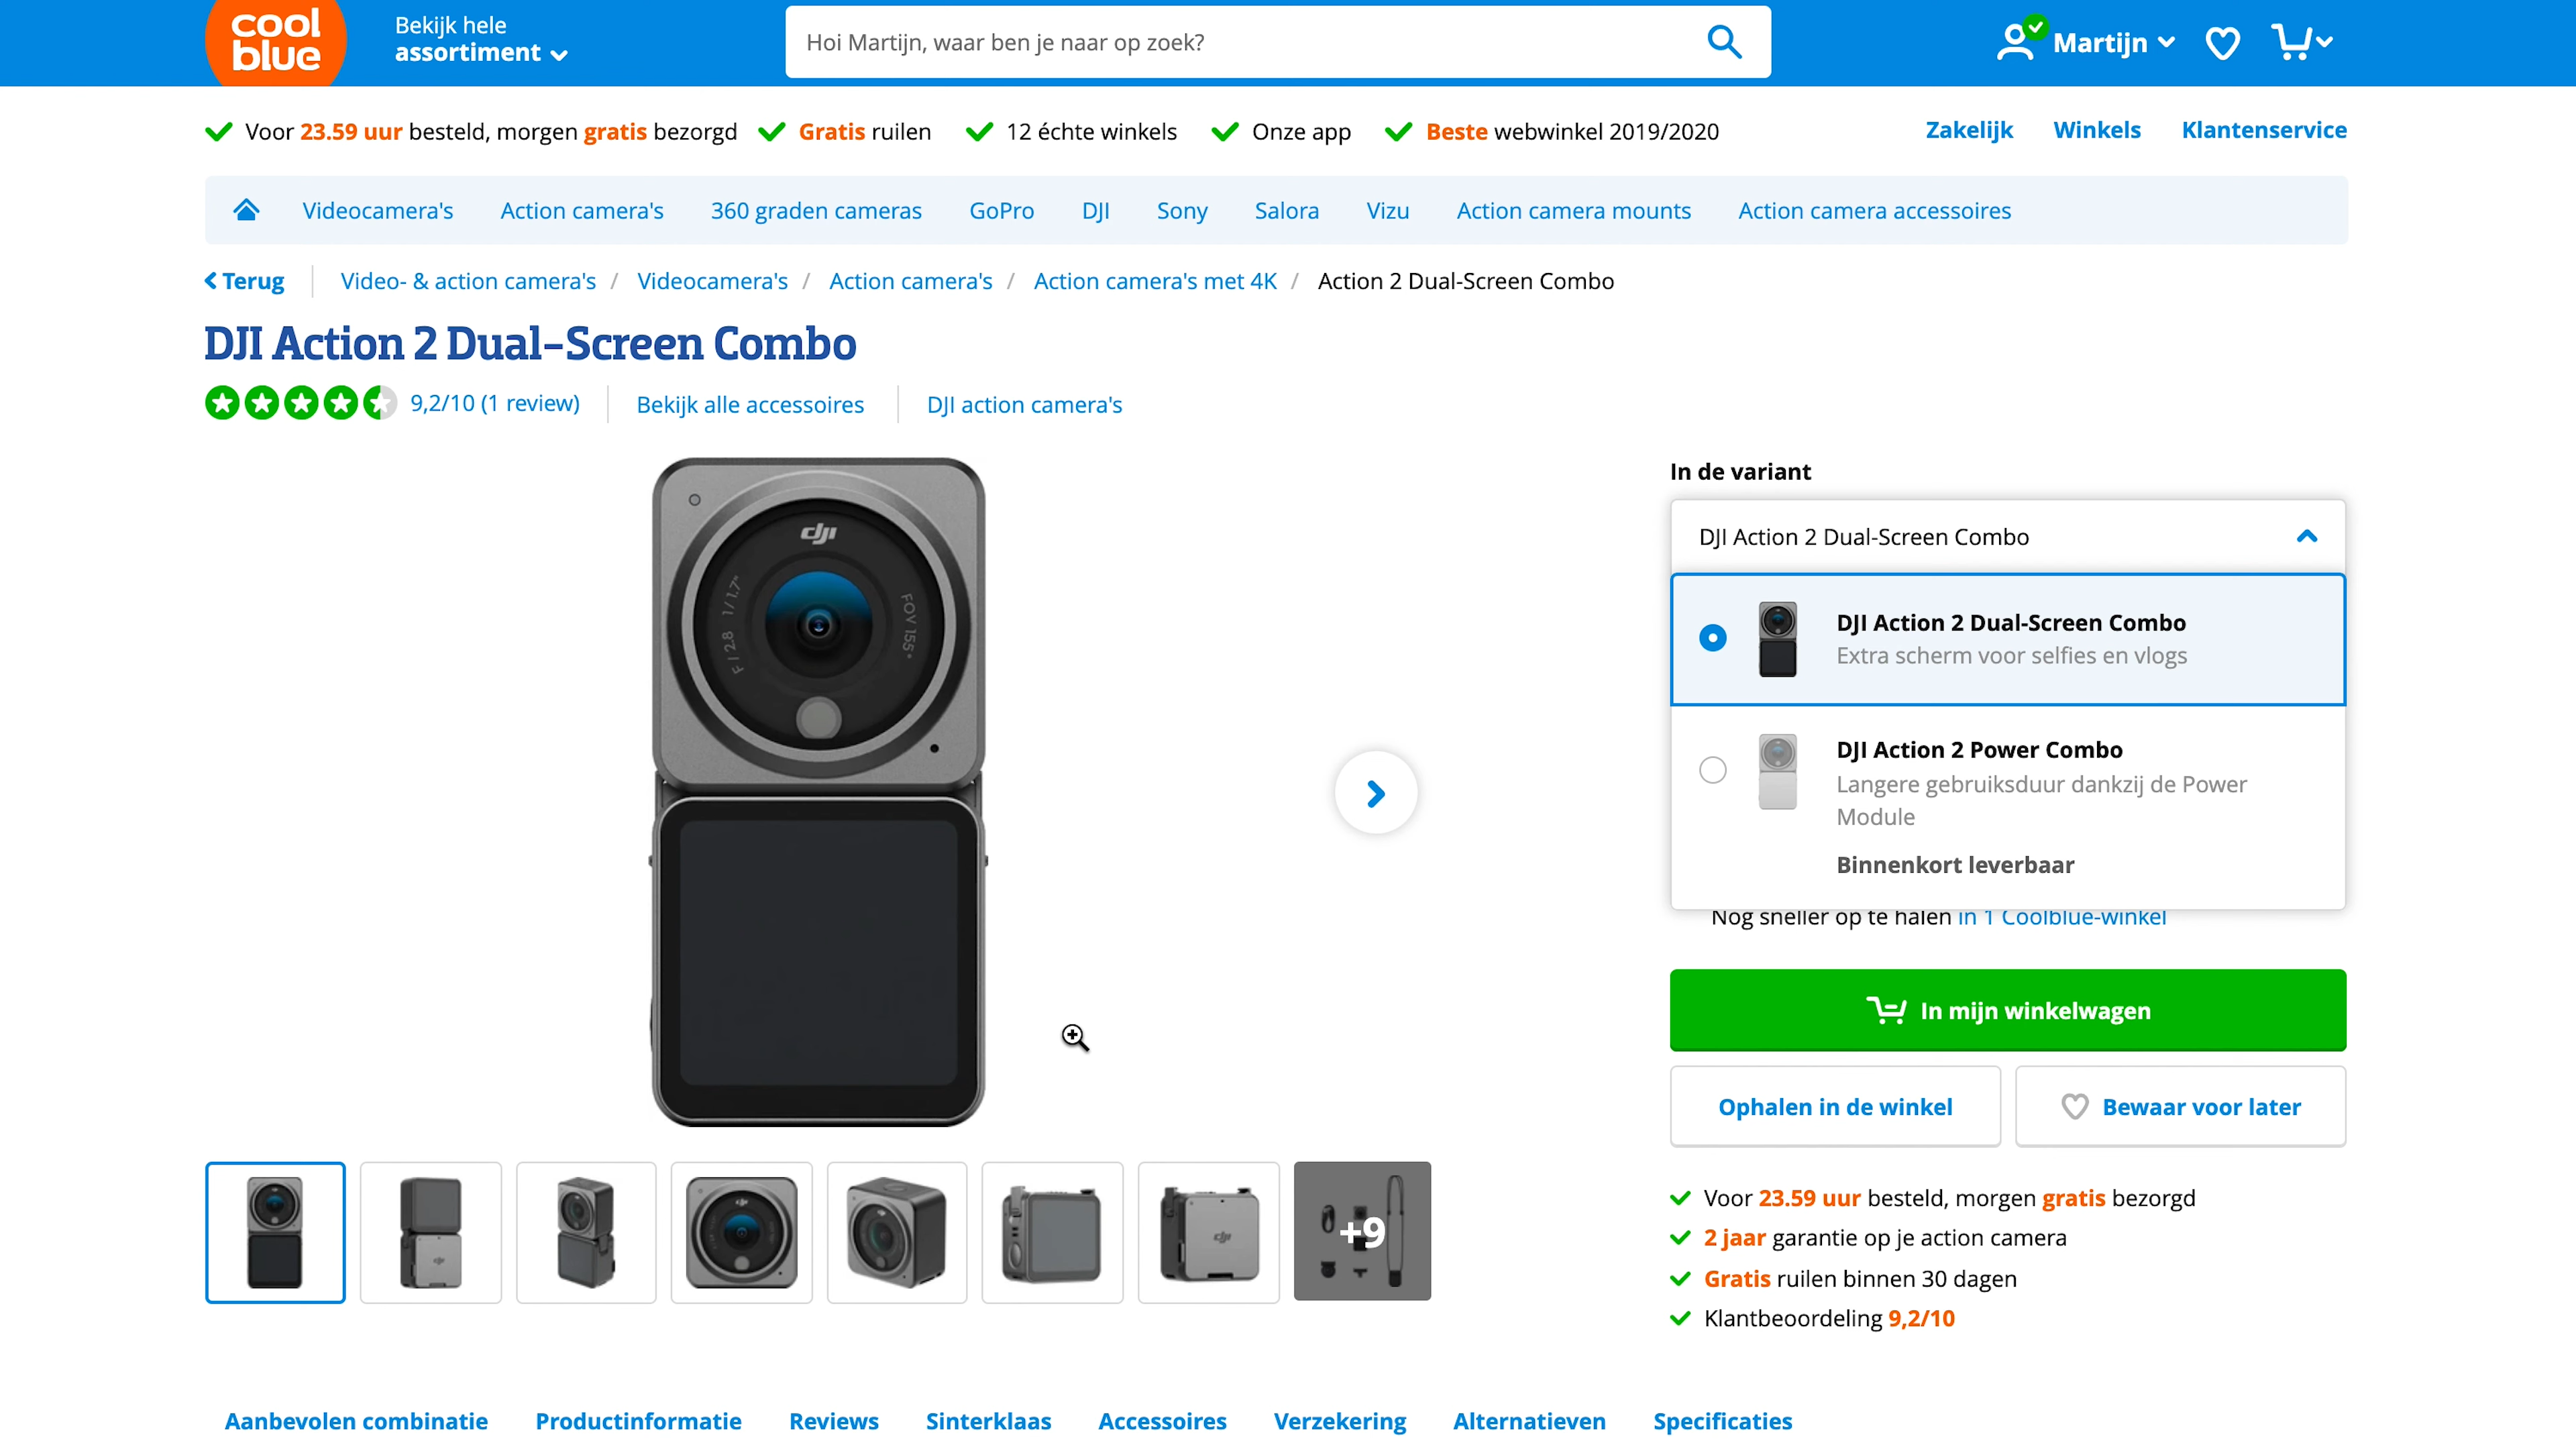 cool
blue
Bekijk hele
assortiment
Hoi Martijn, waar ben je naar op zoek?
Martijn
Voor 23.59 uur besteld, morgen gratis bezorgd
Gratis ruilen
12 échte winkels
Onze app
Beste webwinkel 2019/2020
Zakelijk
Winkels
Klantenservice
Videocamera's
Action camera's
360 graden cameras
GoPro
DJI
Sony
Salora
Vizu
Action camera mounts
Action camera accessoires
Terug
Video- & action camera's / Videocamera's / Action camera's / Action camera's met 4K / Action 2 Dual-Screen Combo
DJI Action 2 Dual-Screen Combo
9,2/10 (1 review)
Bekijk alle accessoires
DJI action camera's
dji
F/2.8 1/1.7"
FOV 155°
In de variant
DJI Action 2 Dual-Screen Combo
DJI Action 2 Dual-Screen Combo
Extra scherm voor selfies en vlogs
DJI Action 2 Power Combo
Langere gebruiksduur dankzij de Power
Module
Binnenkort leverbaar
Nog sneller op te halen in 1 Coolblue-winkel
In mijn winkelwagen
Ophalen in de winkel
Bewaar voor later
+9
Voor 23.59 uur besteld, morgen gratis bezorgd
2 jaar garantie op je action camera
Gratis ruilen binnen 30 dagen
Klantbeoordeling 9,2/10
Aanbevolen combinatie
Productinformatie
Reviews
Sinterklaas
Accessoires
Verzekering
Alternatieven
Specificaties